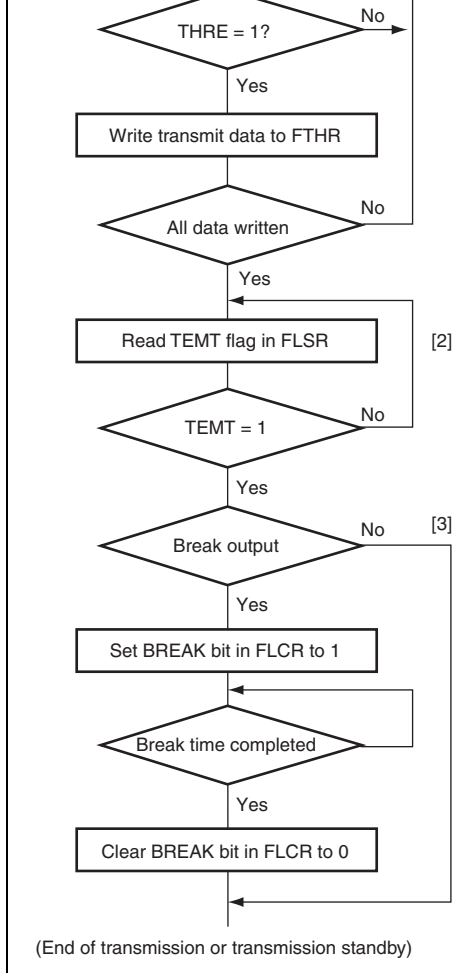 THRE = 1?
No
Yes
Write transmit data to FTHR
All data written
No
Yes
Read TEMT flag in FLSR
[2]
TEMT = 1
No
Yes
Break output
No
[3]
Yes
Set BREAK bit in FLCR to 1
Break time completed
Yes
Clear BREAK bit in FLCR to 0
(End of transmission or transmission standby)